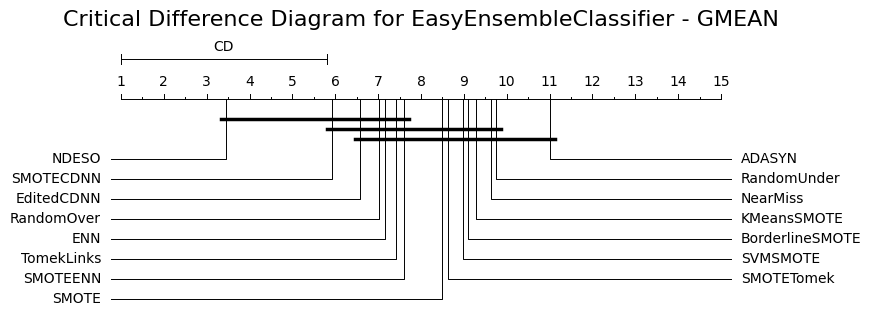 Critical Difference Diagram for EasyEnsembleClassifier - GMEAN
CD
1 2 3 4 5 6 7 8 9 10 11 12 13 14 15
NDESO ADASYN
SMOTECDNN RandomUnder
EditedCDNN NearMiss
RandomOver KMeansSMOTE
ENN BorderlineSMOTE
TomekLinks SVMSMOTE
SMOTEENN SMOTETomek
SMOTE